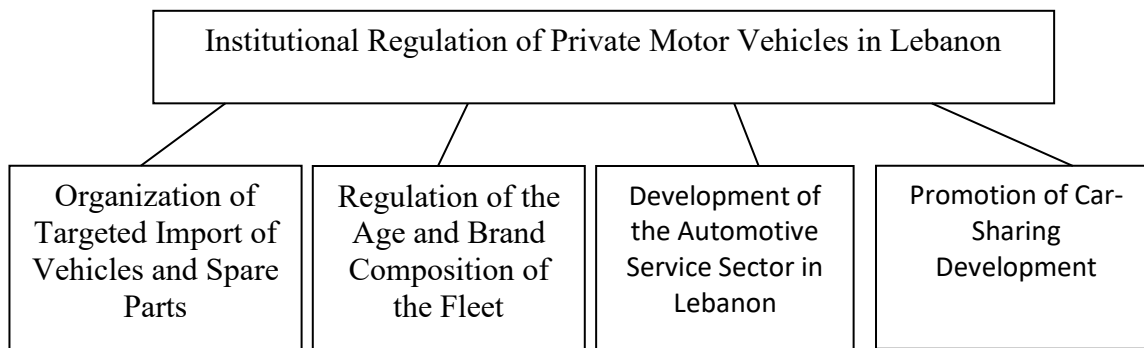 Institutional Regulation of Private Motor Vehicles in Lebanon
Organization of
Targeted Import of
Vehicles and Spare
Parts
Regulation of the
Age and Brand
Composition of
the Fleet
Development of
the Automotive
Service Sector in
Lebanon
Promotion of Car-
Sharing
Development